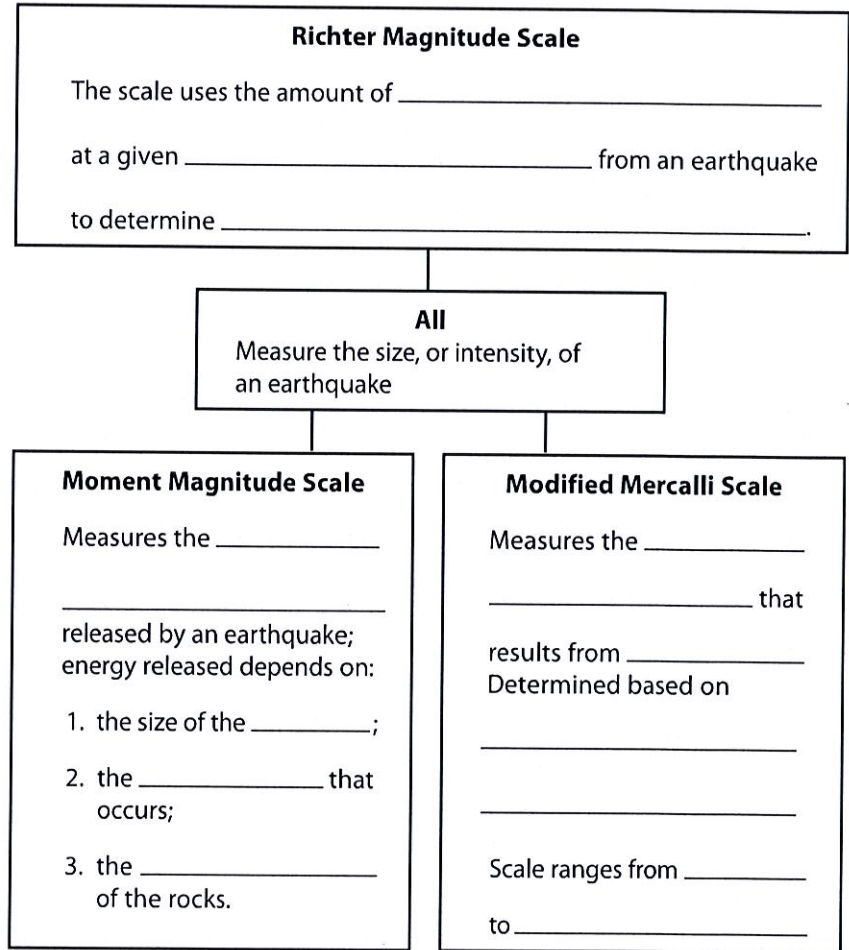 Richter Magnitude Scale
The scale uses the amount of
at a given from an earthquake
to determine .
All
Measure the size, or intensity, of
an earthquake
Moment Magnitude Scale
Measures the
released by an earthquake;
energy released depends on:
1. the size of the ;
2. the that
occurs;
3. the
of the rocks.
Modified Mercalli Scale
Measures the
that
results from
Determined based on
Scale ranges from
to